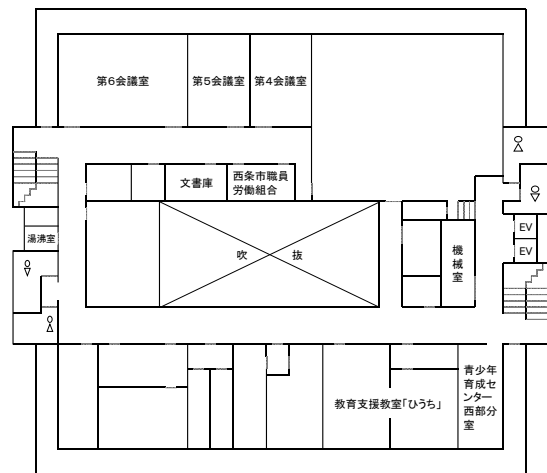 第6会議室
第5会議室
第4会議室
文書庫
西条市職員
労働組合
湯沸室
吹
抜
機械室
EV
EV
教育支援教室「ひうち」
青少年
育成セ
ンター
西部分
室